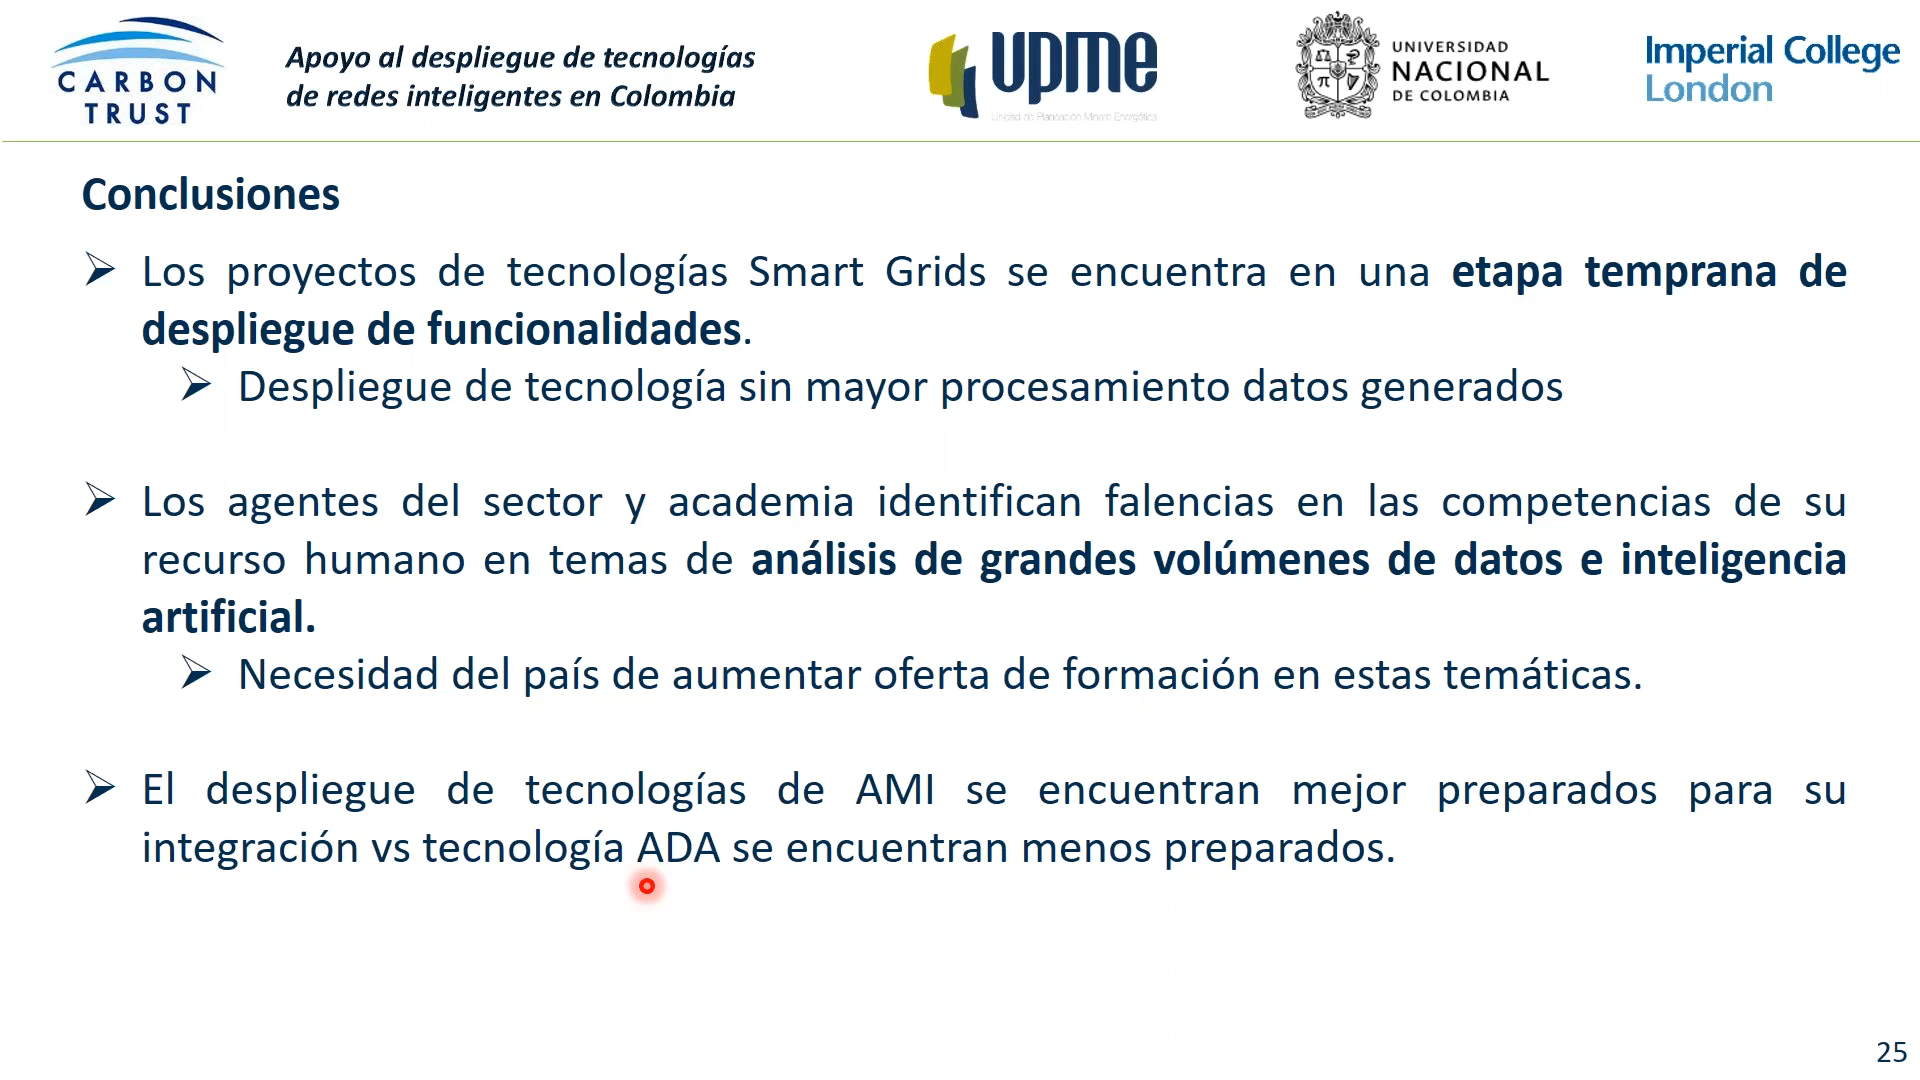 CARBON
TRUST
Apoyo al despliegue de tecnologías
de redes inteligentes en Colombia
upme
Unidad de Planeación Minero Energética
UNIVERSIDAD
NACIONAL
DE COLOMBIA
Imperial College
London
Conclusiones
Los proyectos de tecnologías Smart Grids se encuentra en una etapa temprana de
despliegue de funcionalidades.
Despliegue de tecnología sin mayor procesamiento datos generados
Los agentes del sector y academia identifican falencias en las competencias de su
recurso humano en temas de análisis de grandes volúmenes de datos e inteligencia
artificial.
Necesidad del país de aumentar oferta de formación en estas temáticas.
El despliegue de tecnologías de AMI se encuentran mejor preparados para su
integración vs tecnología ADA se encuentran menos preparados.
25